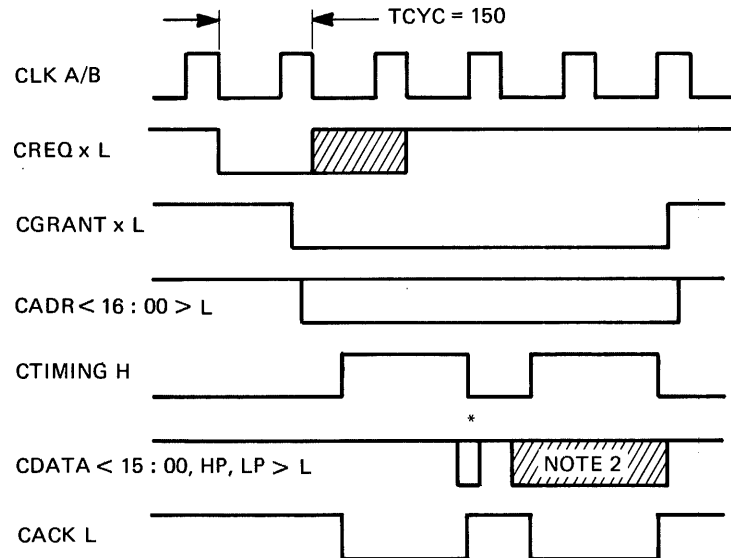 TCYC = 150
CLK A/B
CREQ x L
CGRANT x L
CADR < 16 : 00 > L
CTIMING H
*
CDATA < 15 : 00, HP, LP > L
NOTE 2
CACK L